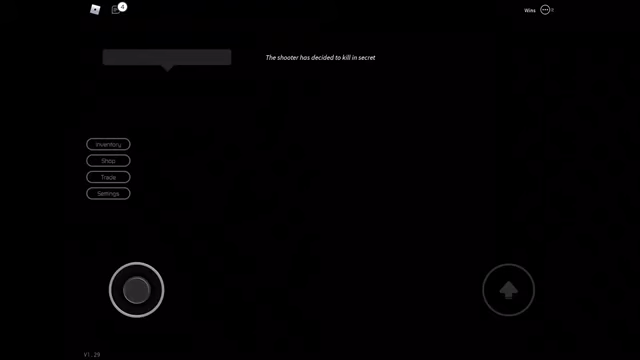 4
Wins
The shooter has decided to kill in secret
Inventory
Shop
Trade
Settings
V1.29